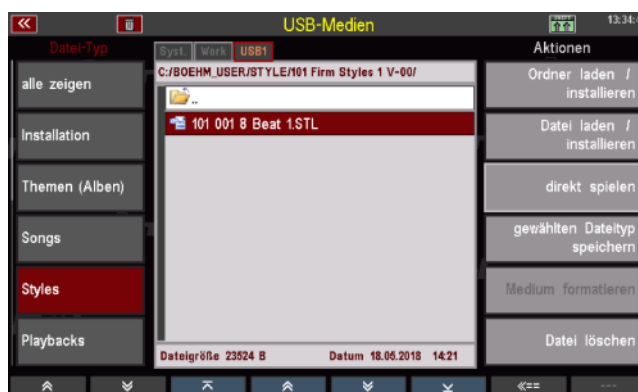 USB-Medien
13:34:
Datei-Typ
Syst. Work USB1
Aktionen
C:/BOEHM_USER/STYLE/101 Firm Styles 1 V-00/
alle zeigen
..
Ordner laden /
installieren
101 001 8 Beat 1.STL
Installation
Datei laden /
installieren
Themen (Alben)
direkt spielen
Songs
gewählten Dateityp
speichern
Styles
Medium formatieren
Playbacks
Datei löschen
Dateigröße 23524 B Datum 18.05.2018 14:21
«== ---